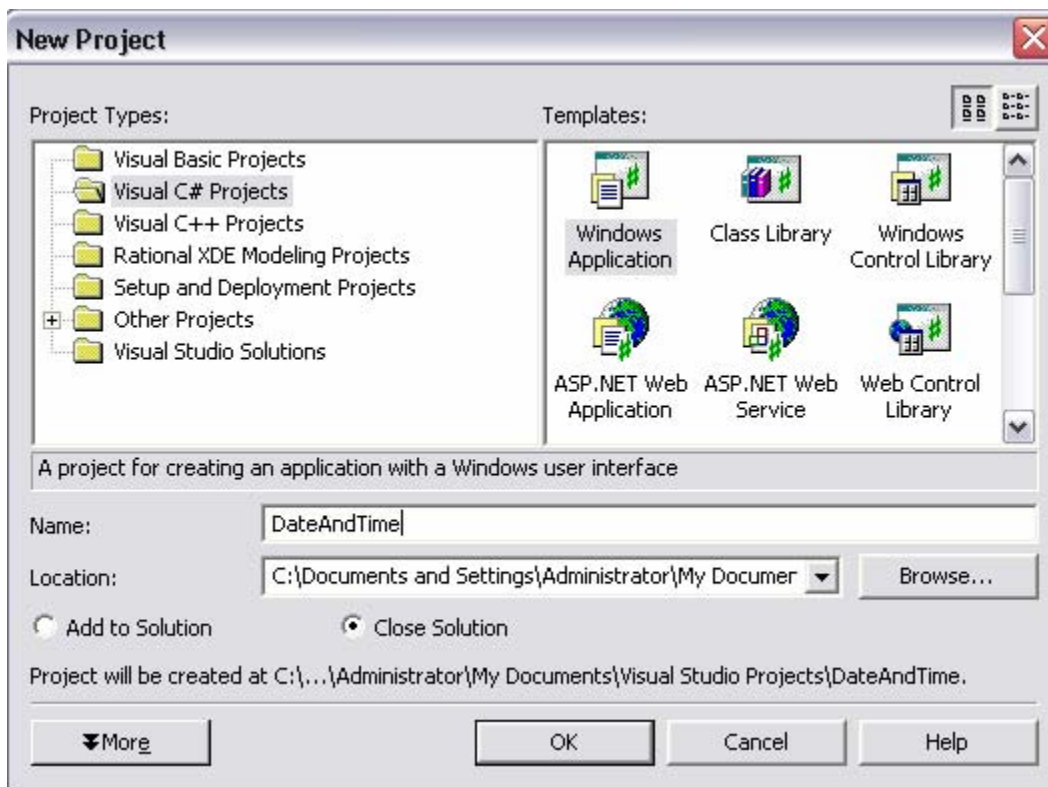 New Project
Project Types:
Templates:
Visual Basic Projects
Visual C# Projects
Visual C++ Projects
Rational XDE Modeling Projects
Setup and Deployment Projects
Other Projects
Visual Studio Solutions
Windows
Application
Class Library
Windows
Control Library
ASP.NET Web
Application
ASP.NET Web
Service
Web Control
Library
A project for creating an application with a Windows user interface
Name:
DateAndTime
Location:
C:\Documents and Settings\Administrator\My Documer
Browse...
Add to Solution
Close Solution
Project will be created at C:\...\Administrator\My Documents\Visual Studio Projects\DateAndTime.
More
OK
Cancel
Help